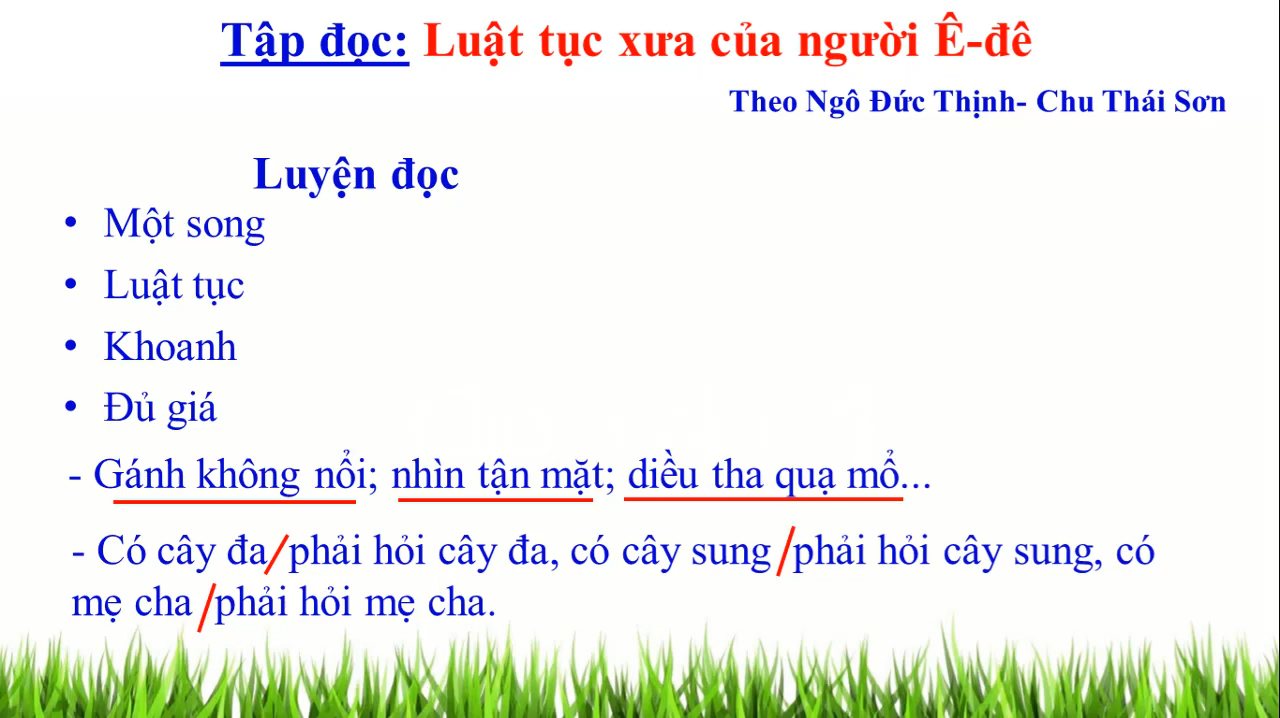 Tập đọc: Luật tục xưa của người Ê-đê
Theo Ngô Đức Thịnh- Chu Thái Sơn
Luyện đọc
• Một song
• Luật tục
• Khoanh
• Đủ giá
- Gánh không nổi; nhìn tận mặt; diều tha quạ mổ...
- Có cây đa/phải hỏi cây đa, có cây sung/phải hỏi cây sung, có
mẹ cha/phải hỏi mẹ cha.